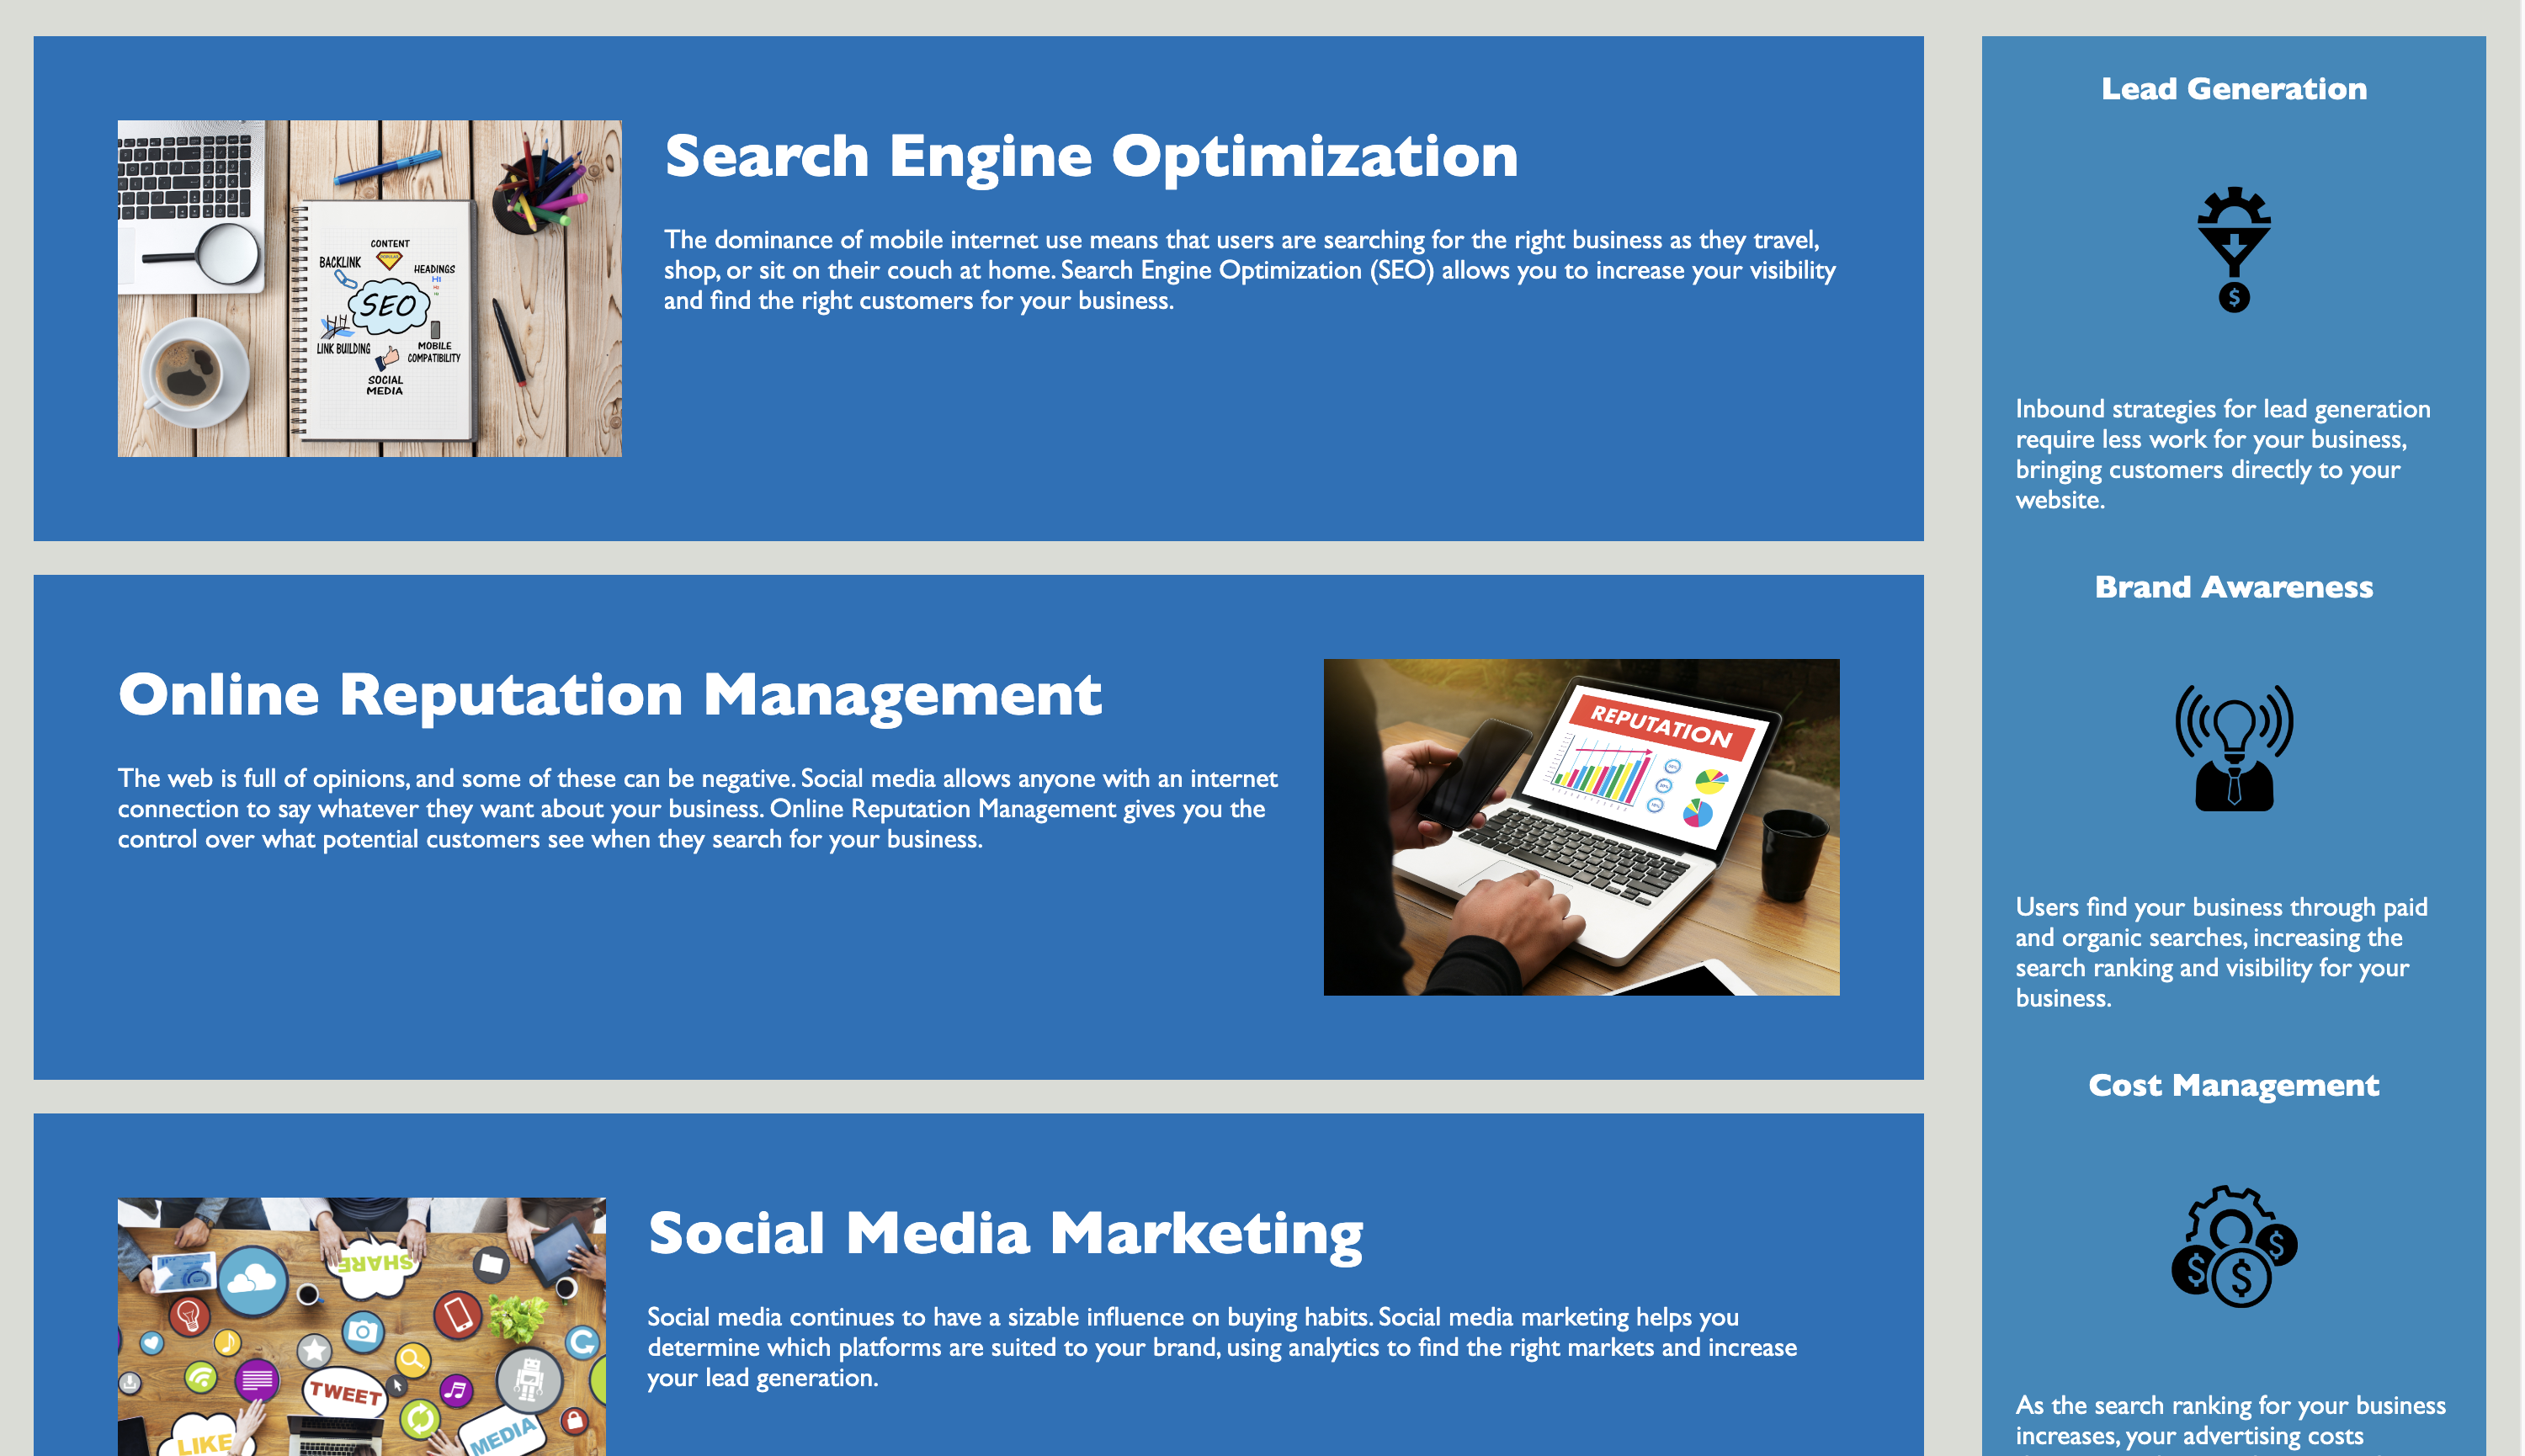 Search Engine Optimization
The dominance of mobile internet use means that users are searching for the right business as they travel,
shop, or sit on their couch at home. Search Engine Optimization (SEO) allows you to increase your visibility
and find the right customers for your business.
CONTENT
BACKLINK
HEADINGS
SEO
LINK BUILDING
MOBILE
COMPATIBILITY
SOCIAL
MEDIA
Online Reputation Management
The web is full of opinions, and some of these can be negative. Social media allows anyone with an internet
connection to say whatever they want about your business. Online Reputation Management gives you the
control over what potential customers see when they search for your business.
REPUTATION
Social Media Marketing
Social media continues to have a sizable influence on buying habits. Social media marketing helps you
determine which platforms are suited to your brand, using analytics to find the right markets and increase
your lead generation.
SHARE
TWEET
LIKE
MEDIA
Lead Generation
$
Inbound strategies for lead generation
require less work for your business,
bringing customers directly to your
website.
Brand Awareness
Users find your business through paid
and organic searches, increasing the
search ranking and visibility for your
business.
Cost Management
$ $ $
As the search ranking for your business
increases, your advertising costs